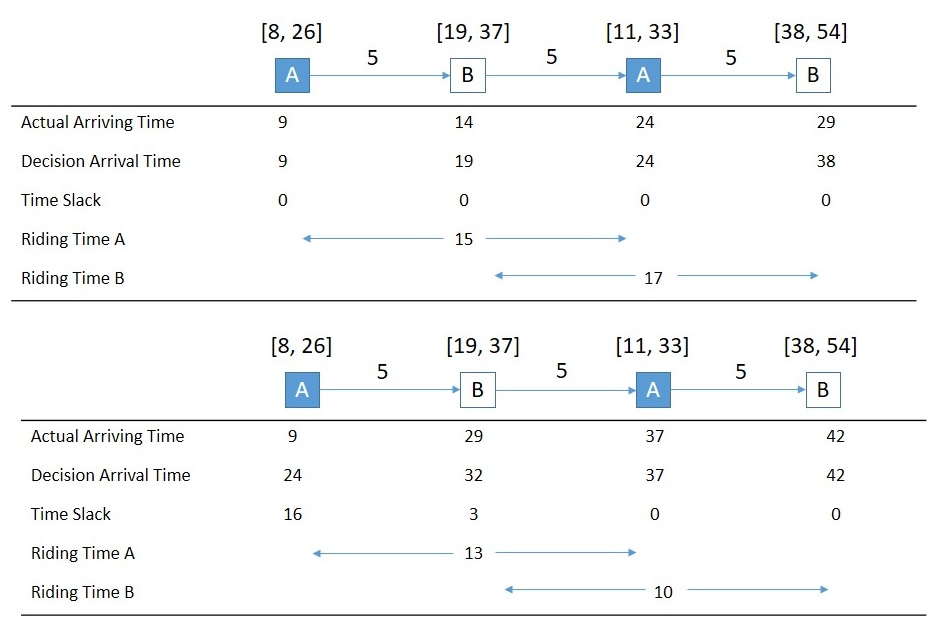 [8, 26] [19, 37] [11, 33] [38, 54]
5 5 5
A B A B
Actual Arriving Time 9 14 24 29
Decision Arrival Time 9 19 24 38
Time Slack 0 0 0 0
Riding Time A 15
Riding Time B 17
[8, 26] [19, 37] [11, 33] [38, 54]
5 5 5
A B A B
Actual Arriving Time 9 29 37 42
Decision Arrival Time 24 32 37 42
Time Slack 16 3 0 0
Riding Time A 13
Riding Time B 10